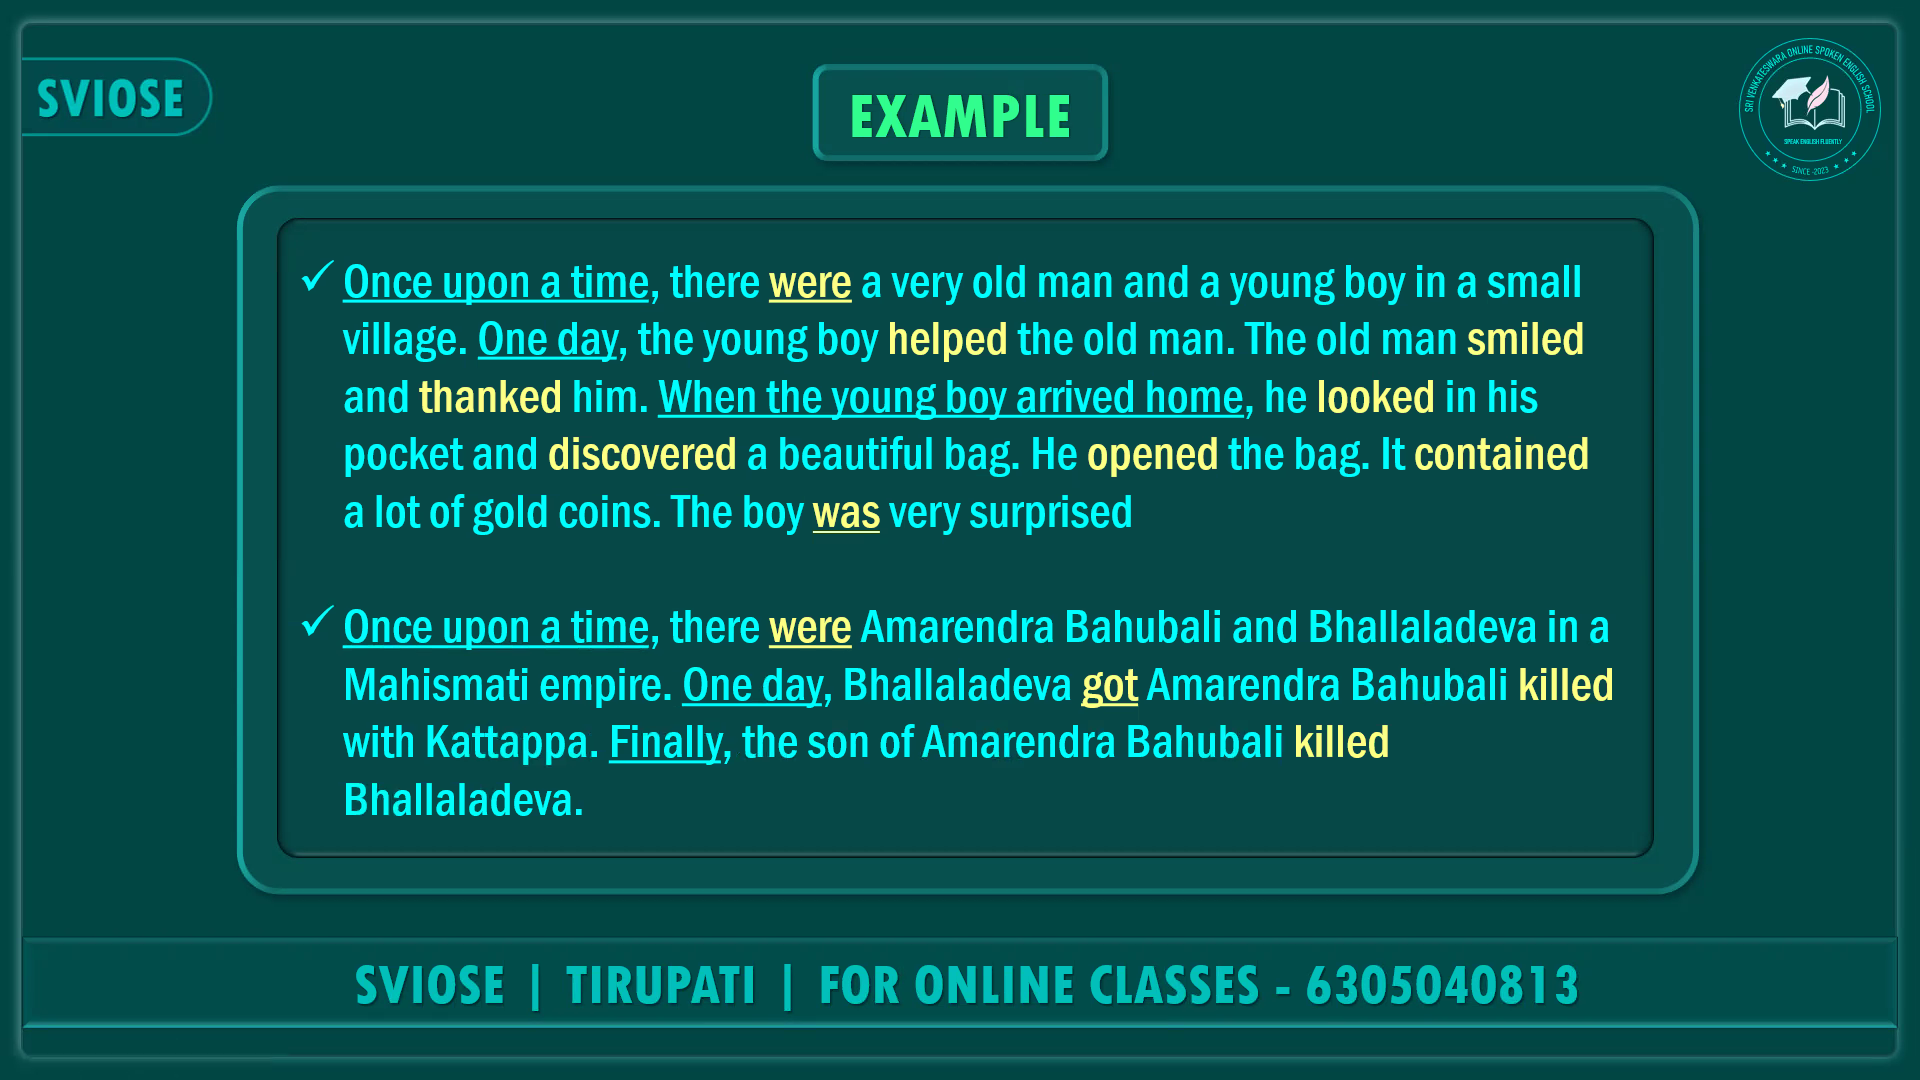 SVIOSE
EXAMPLE
SRI VENKATESWARA ONLINE SPOKEN ENGLISH SCHOOL
SPEAK ENGLISH FLUENTLY
SINCE -2023
✓ Once upon a time, there were a very old man and a young boy in a small
village. One day, the young boy helped the old man. The old man smiled
and thanked him. When the young boy arrived home, he looked in his
pocket and discovered a beautiful bag. He opened the bag. It contained
a lot of gold coins. The boy was very surprised
✓ Once upon a time, there were Amarendra Bahubali and Bhallaladeva in a
Mahismati empire. One day, Bhallaladeva got Amarendra Bahubali killed
with Kattappa. Finally, the son of Amarendra Bahubali killed
Bhallaladeva.
SVIOSE | TIRUPATI | FOR ONLINE CLASSES - 6305040813